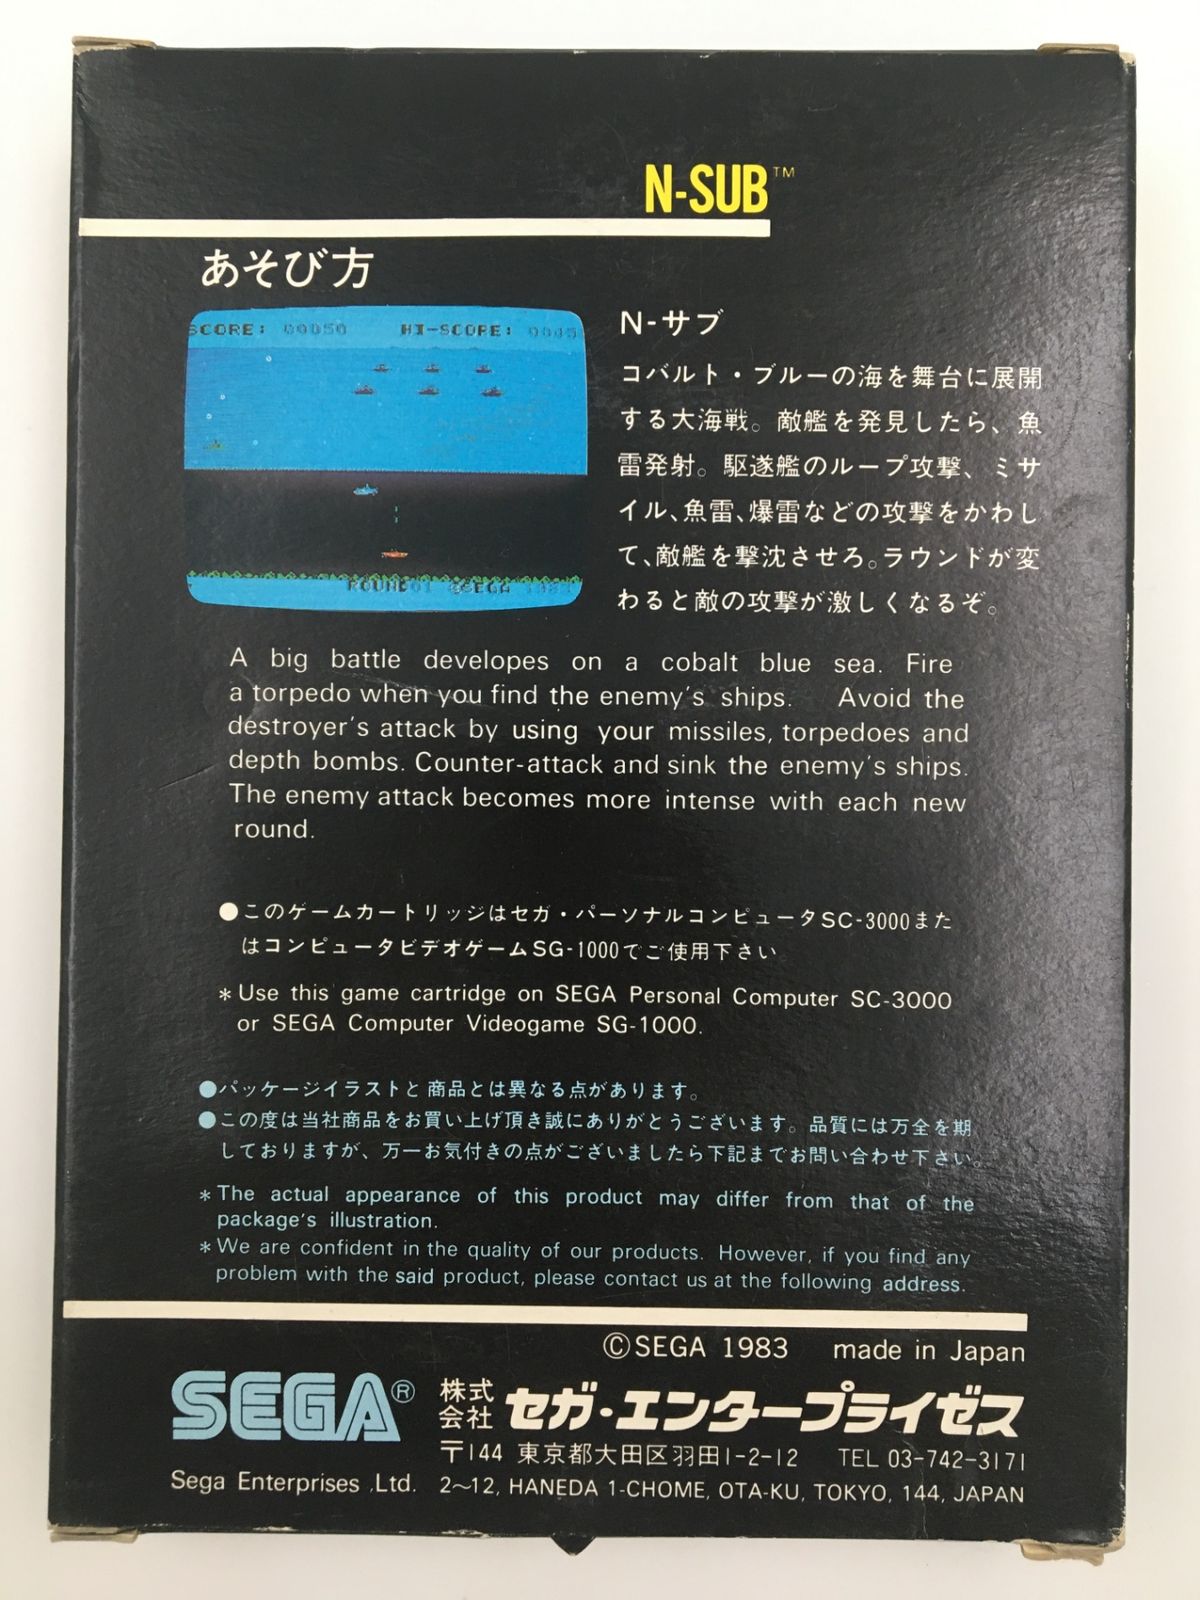 N-SUB™
あそび方
SCORE: 00050 HI-SCORE:
ROUND 01 ©SEGA
N-サブ
コバルト・ブルーの海を舞台に展開
する大海戦。敵艦を発見したら、魚
雷発射。駆逐艦のループ攻撃、ミサ
イル、魚雷、爆雷などの攻撃をかわし
て、敵艦を撃沈させろ。ラウンドが変
わると敵の攻撃が激しくなるぞ。
A big battle developes on a cobalt blue sea. Fire
a torpedo when you find the enemy's ships. Avoid the
destroyer's attack by using your missiles, torpedoes and
depth bombs. Counter-attack and sink the enemy's ships.
The enemy attack becomes more intense with each new
round.
●このゲームカートリッジはセガ・パーソナルコンピュータSC-3000また
はコンピュータビデオゲームSG-1000でご使用下さい
*Use this game cartridge on SEGA Personal Computer SC-3000
or SEGA Computer Videogame SG-1000.
●パッケージイラストと商品とは異なる点があります。
●この度は当社商品をお買い上げ頂き誠にありがとうございます。品質には万全を期
しておりますが、万一お気付きの点がございましたら下記までお問い合わせ下さい。
*The actual appearance of this product may differ from that of the
package's illustration.
*We are confident in the quality of our products. However, if you find any
problem with the said product, please contact us at the following address.
©SEGA 1983 made in Japan
SEGA® 株式会社 セガ・エンタープライゼス
〒144 東京都大田区羽田1-2-12 TEL 03-742-3171
Sega Enterprises ,Ltd. 2〜12, HANEDA 1-CHOME, OTA-KU, TOKYO, 144, JAPAN